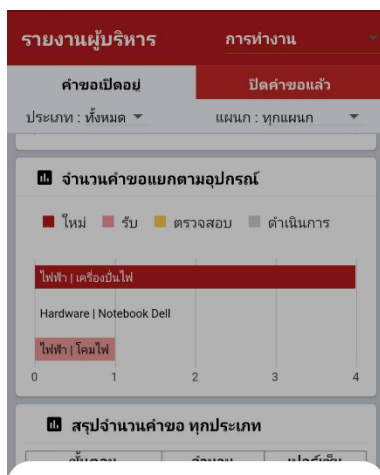 รายงานผู้บริหาร การทำงาน
คำขอเปิดอยู่ ปิดคำขอแล้ว
ประเภท : ทั้งหมด แผนก : ทุกแผนก
จำนวนคำขอแยกตามอุปกรณ์
ใหม่ รับ ตรวจสอบ ดำเนินการ
ไฟฟ้า | เครื่องปั่นไฟ
Hardware | Notebook Dell
ไฟฟ้า | โคมไฟ
0 1 2 3 4
สรุปจำนวนคำขอ ทุกประเภท